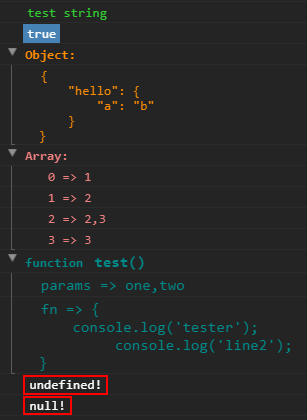 test string
true
Object:
{
"hello": {
"a": "b"
}
}
Array:
0 => 1
1 => 2
2 => 2,3
3 => 3
function test()
params => one,two
fn => {
console.log('tester');
console.log('line2');
}
undefined!
null!